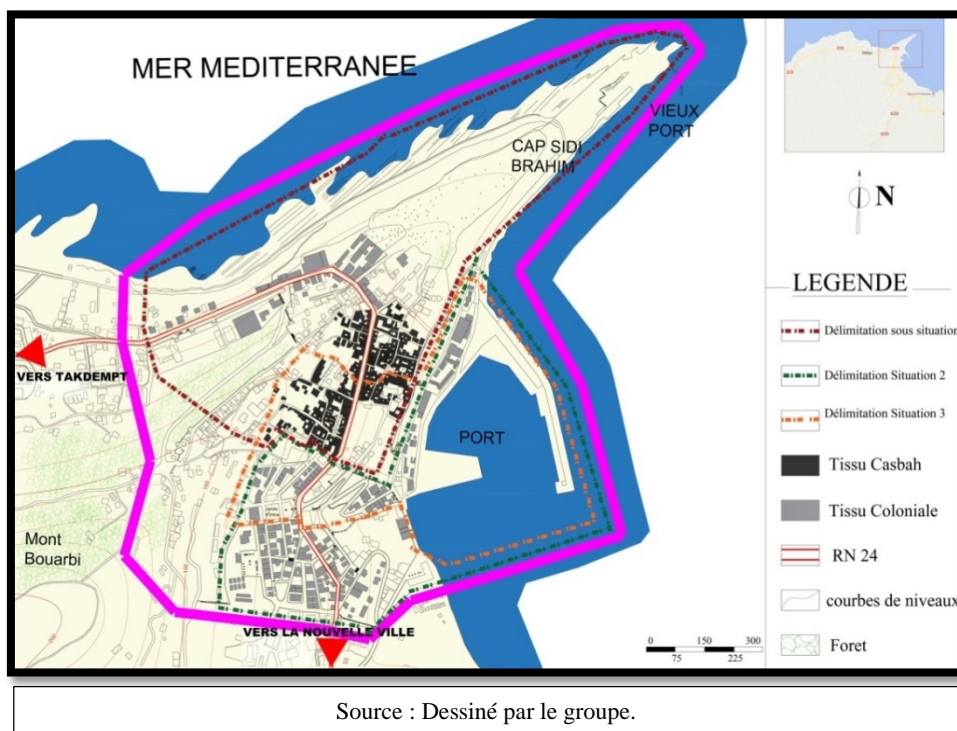 MER MEDITERRANEE
VIEUX
PORT
CAP SIDI
BRAHIM
N
LEGENDE
Délimitation sous situation
VERS TAKDEMPT
Délimitation Situation 2
Délimitation Situation 3
PORT
Tissu Casbah
Tissu Coloniale
Mont
Bouarbi
RN 24
courbes de niveaux
VERS LA NOUVELLE VILLE
Foret
0 150 300
75 225
Source : Dessiné par le groupe.